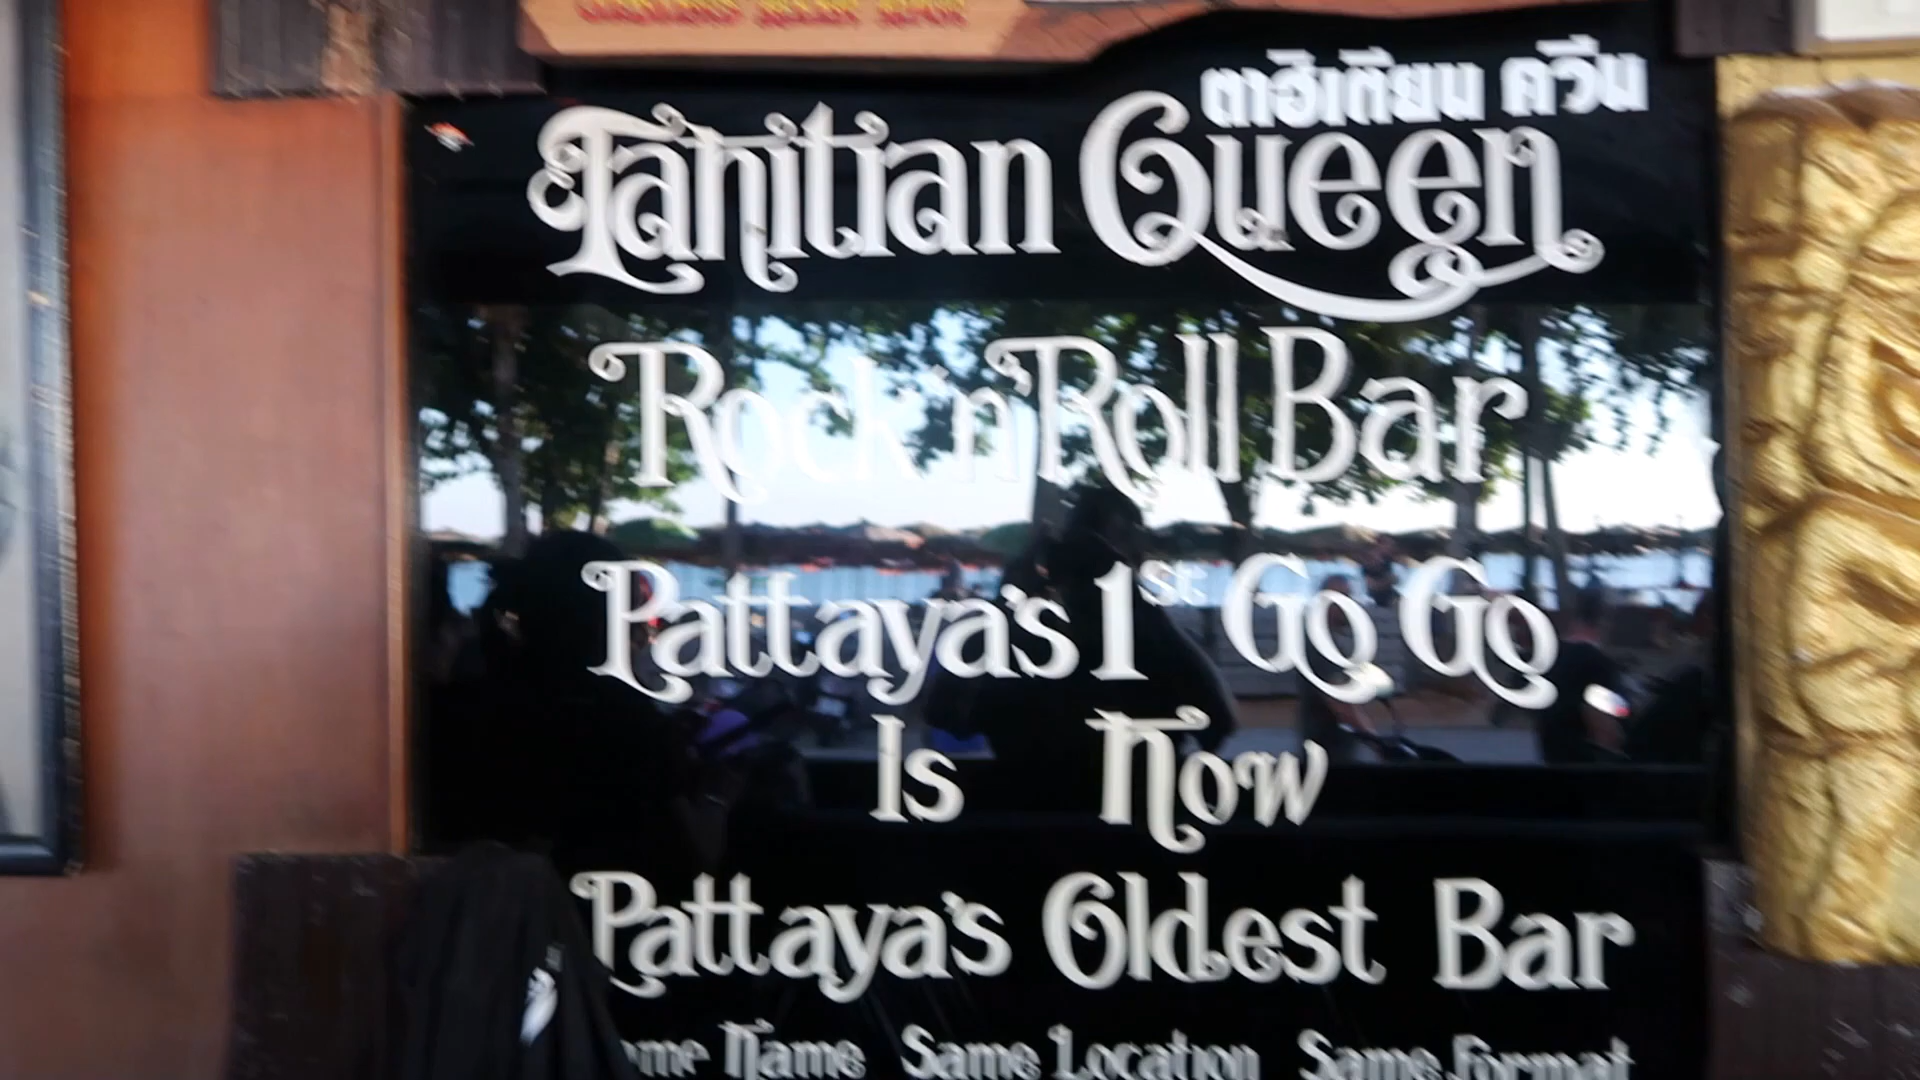 ตาฮิเทียน ควีน
Tahitian Queen
Rock 'n' Roll Bar
Pattaya's 1st Go Go
Is Now
Pattaya's Oldest Bar
Name Same Location Same Format